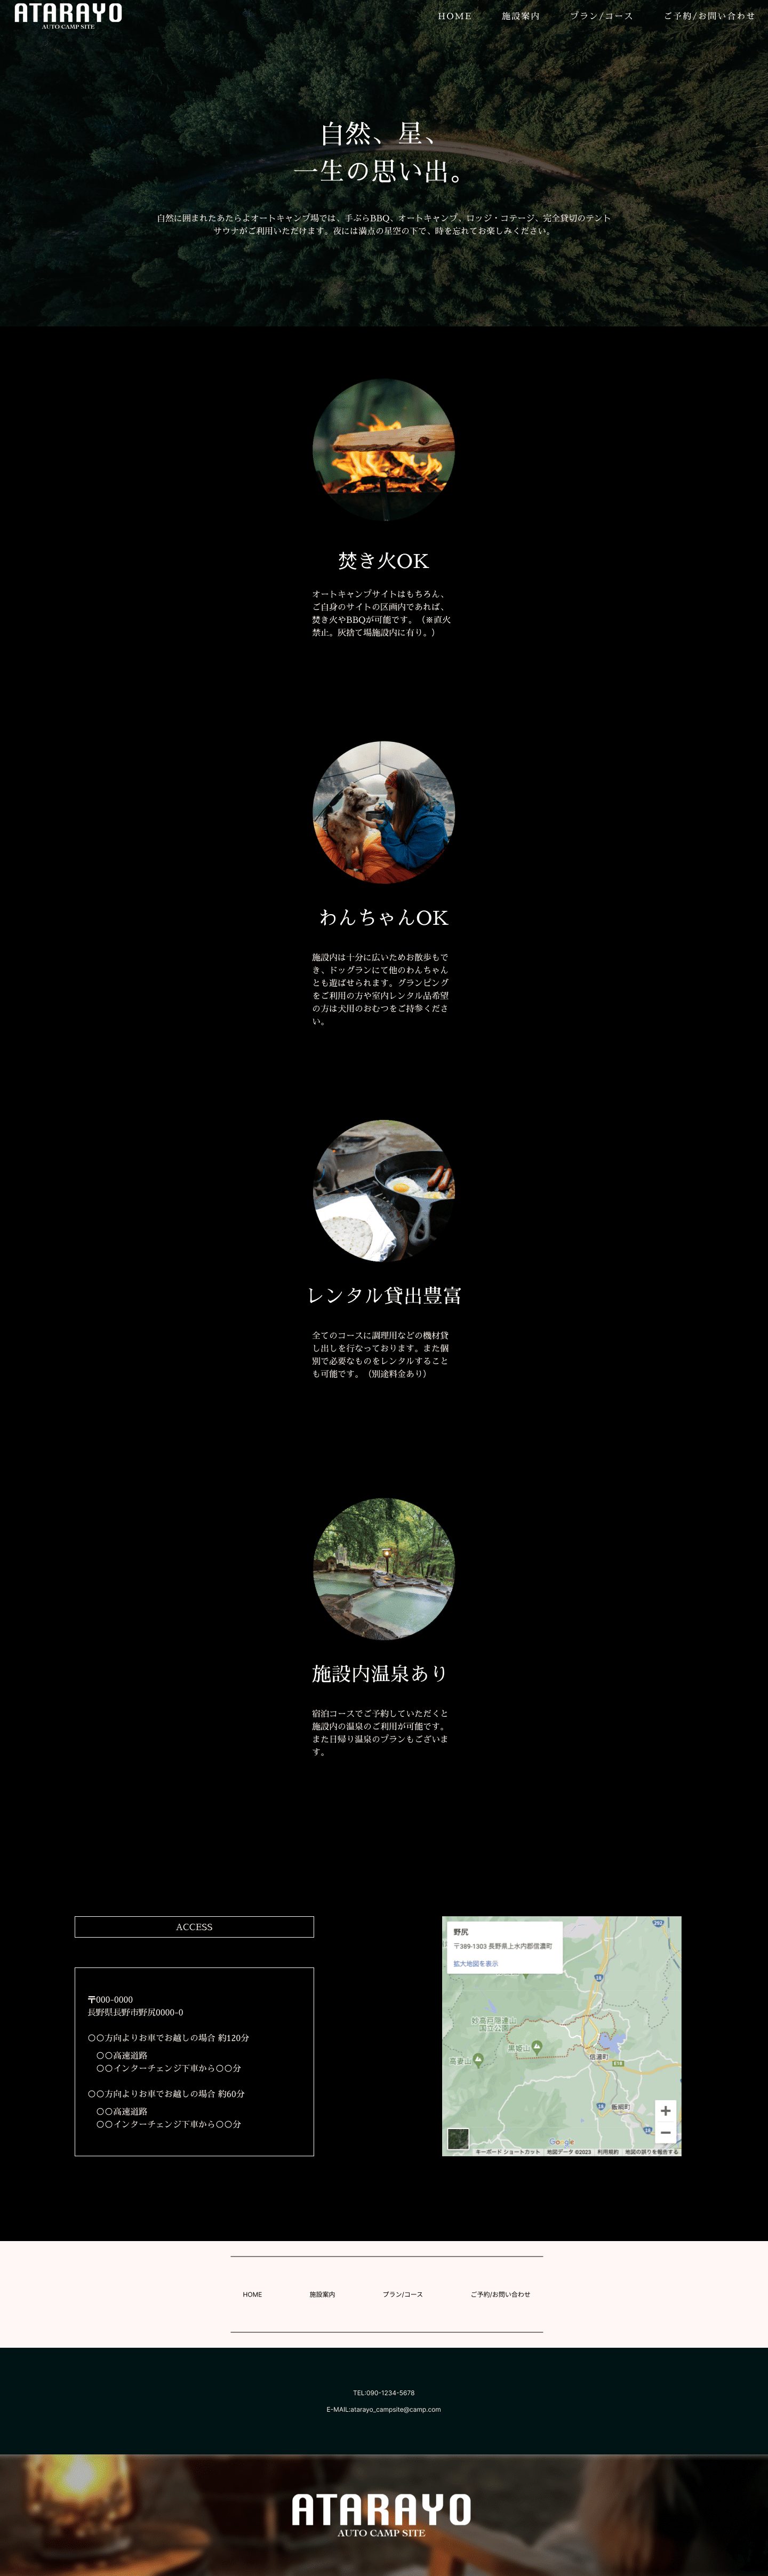 ATARAYO
AUTO CAMP SITE
HOME 施設案内 プラン/コース ご予約/お問い合わせ
自然、星、
一生の思い出。
自然に囲まれたあたらよオートキャンプ場では、手ぶらBBQ、オートキャンプ、ロッジ・コテージ、完全貸切のテント
サウナがご利用いただけます。夜には満点の星空の下で、時を忘れてお楽しみください。
焚き火OK
オートキャンプサイトはもちろん、
ご自身のサイトの区画内であれば、
焚き火やBBQが可能です。（※直火
禁止。灰捨て場施設内に有り。）
わんちゃんOK
施設内は十分に広いためお散歩もで
き、ドッグランにて他のわんちゃん
とも遊ばせられます。グランピング
をご利用の方や室内レンタル品希望
の方は犬用のおむつをご持参くださ
い。
レンタル貸出豊富
全てのコースに調理用などの機材貸
し出しを行なっております。また個
別で必要なものをレンタルすること
も可能です。（別途料金あり）
施設内温泉あり
宿泊コースでご予約していただくと
施設内の温泉のご利用が可能です。
また日帰り温泉のプランもございま
す。
ACCESS
〒000-0000
長野県長野市野尻0000-0
〇〇方向よりお車でお越しの場合 約120分
〇〇高速道路
〇〇インターチェンジ下車から〇〇分
〇〇方向よりお車でお越しの場合 約60分
〇〇高速道路
〇〇インターチェンジ下車から〇〇分
野尻
〒389-1303 長野県上水内郡信濃町
拡大地図を表示
292
18
妙高戸隠連山
国立公園
黒姫山
高妻山
信濃町
18
飯綱町
18
Google
キーボード ショートカット 地図データ ©2023 利用規約 地図の誤りを報告する
HOME 施設案内 プラン/コース ご予約/お問い合わせ
TEL:090-1234-5678
E-MAIL:atarayo_campsite@camp.com
ATARAYO
AUTO CAMP SITE